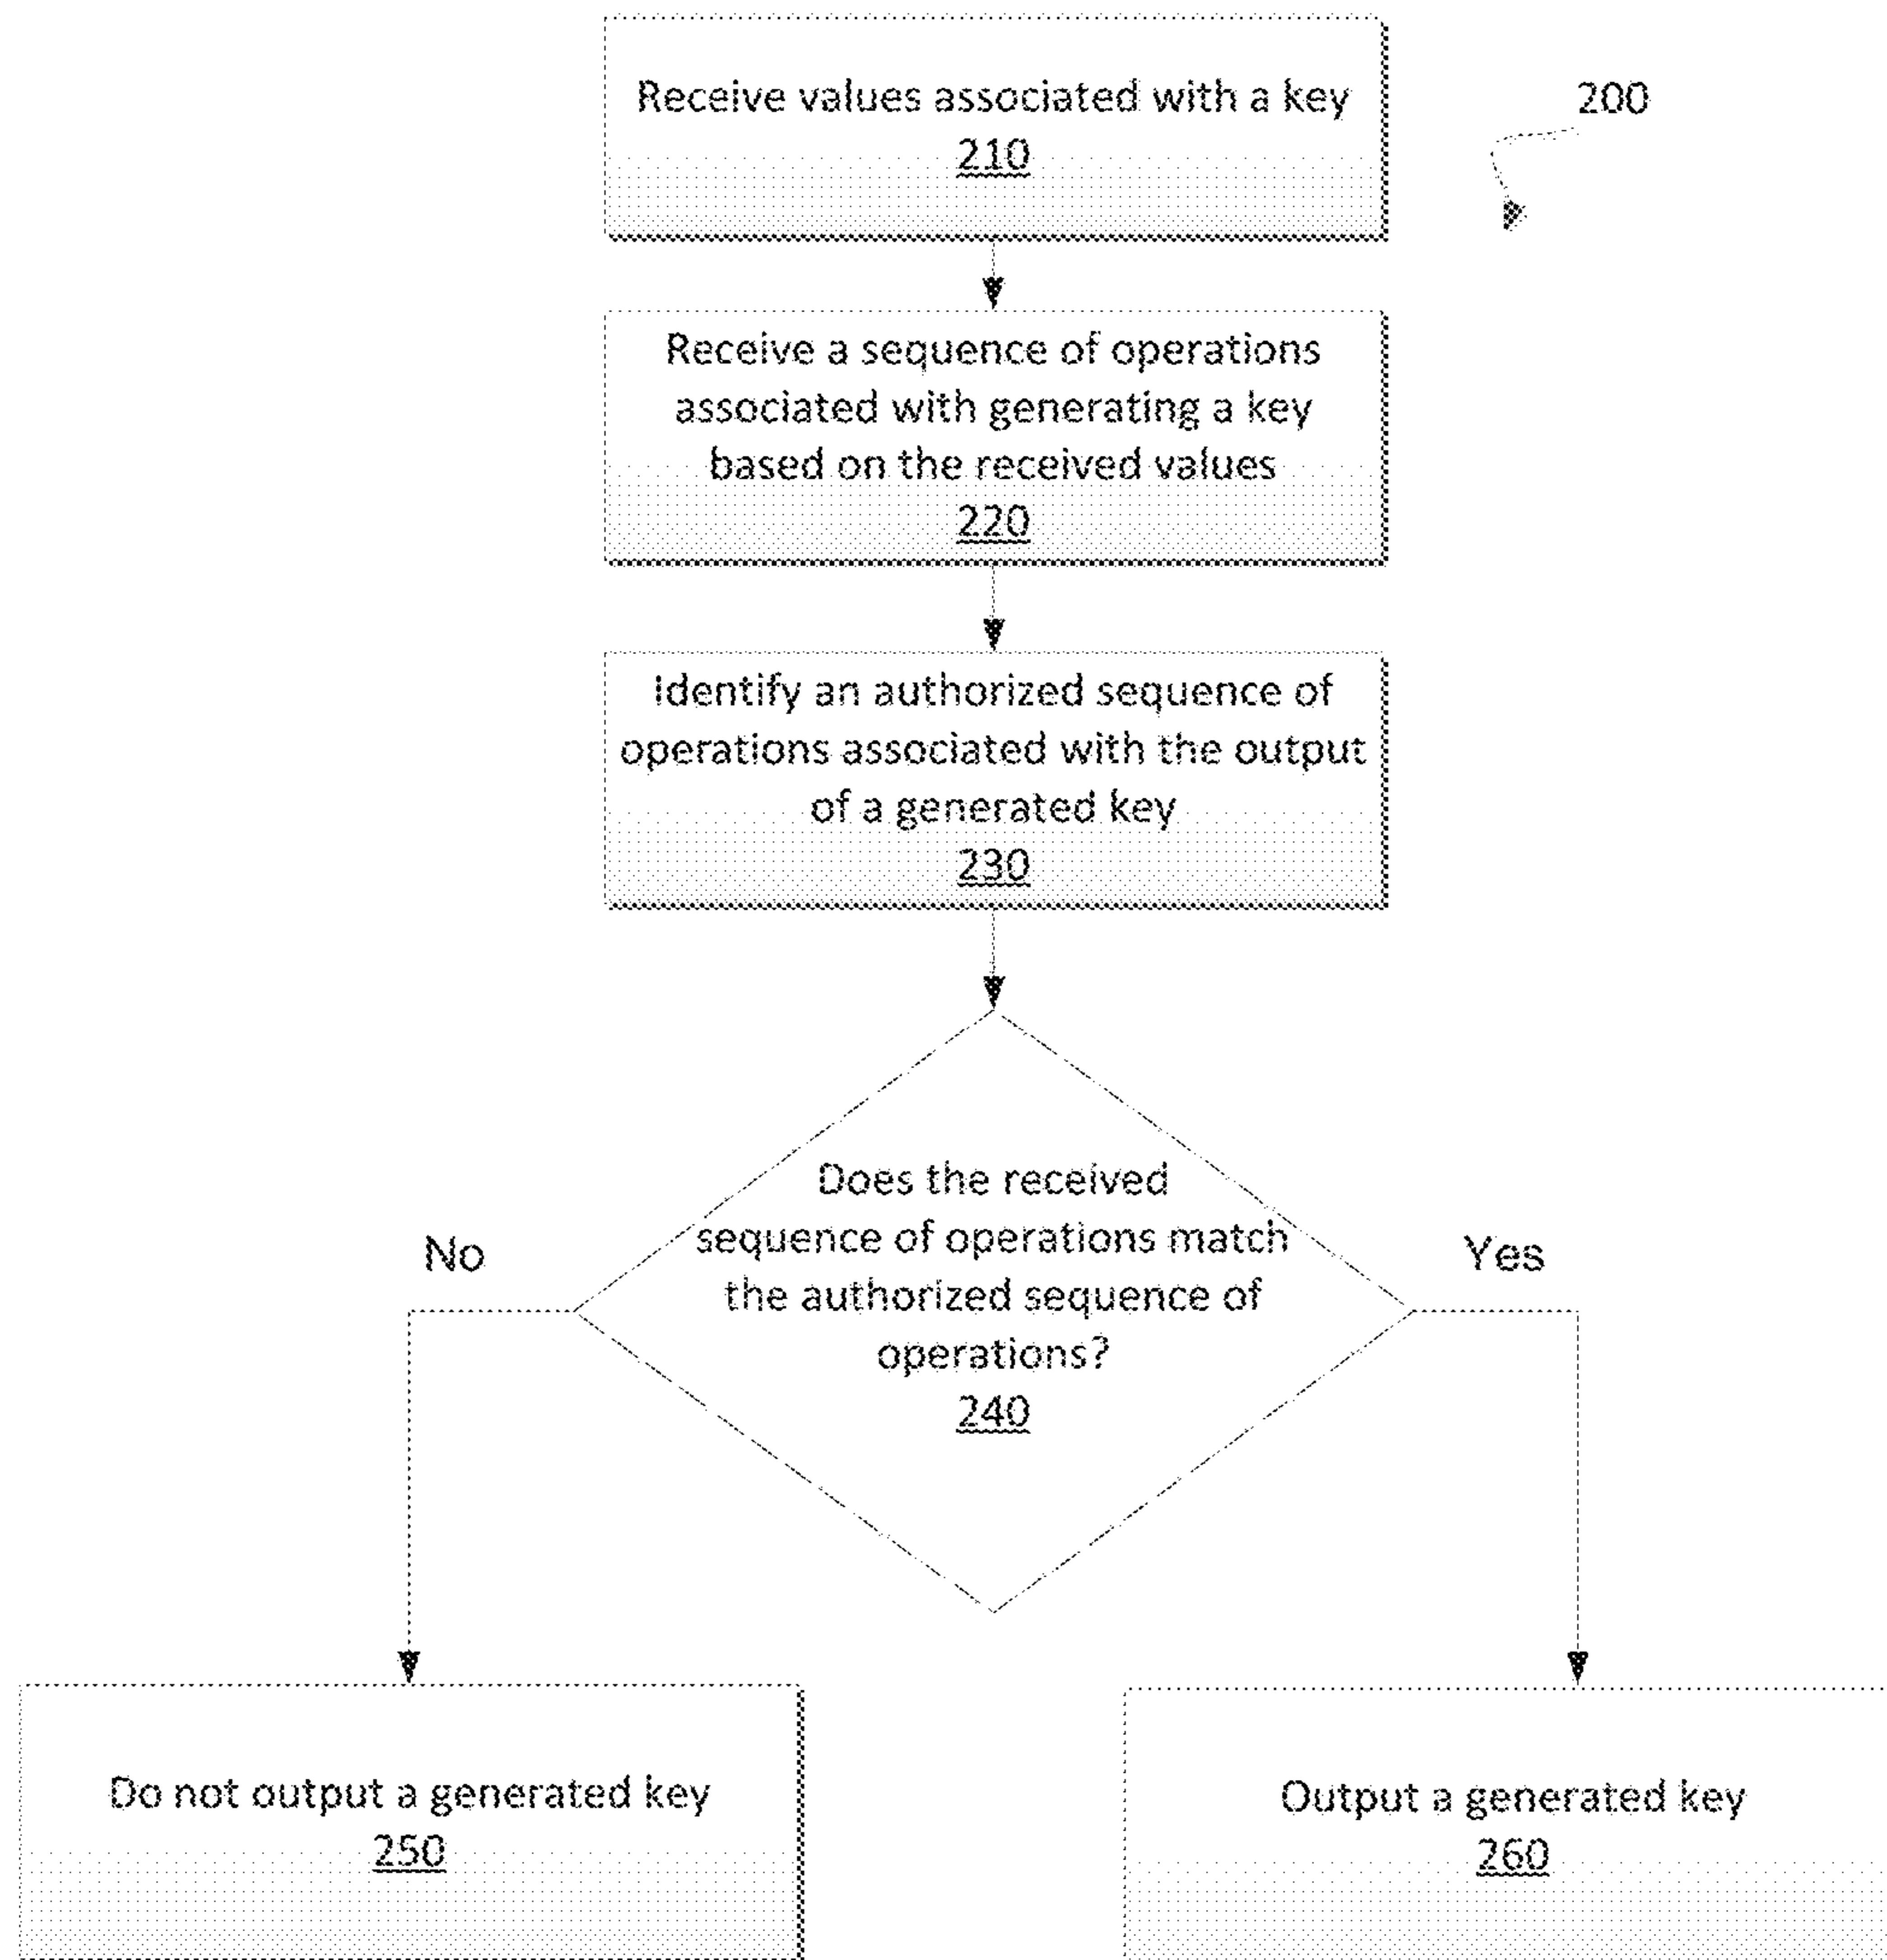 Receive values associated with a key
210
200
Receive a sequence of operations
associated with generating a key
based on the received values
220
Identify an authorized sequence of
operations associated with the output
of a generated key
230
Does the received
sequence of operations match
the authorized sequence of
operations?
240
No
Yes
Do not output a generated key
250
Output a generated key
260